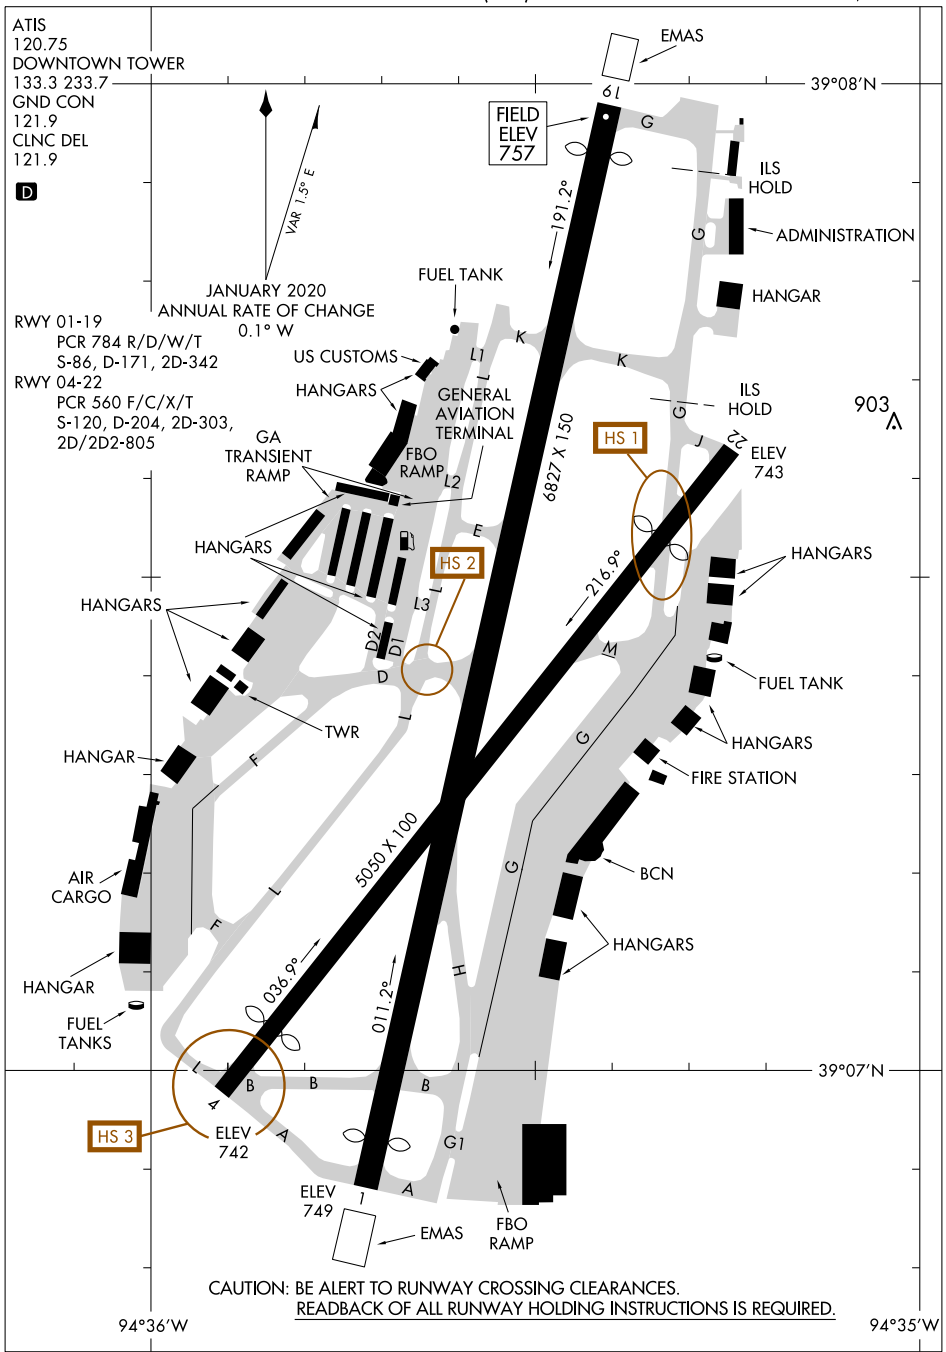 ATIS
120.75
DOWNTOWN TOWER
133.3 233.7
GND CON
121.9
CLNC DEL
121.9
D
VAR 1.5° E
JANUARY 2020
ANNUAL RATE OF CHANGE
0.1° W
RWY 01-19
PCR 784 R/D/W/T
S-86, D-171, 2D-342
RWY 04-22
PCR 560 F/C/X/T
S-120, D-204, 2D-303,
2D/2D2-805
EMAS
19
FIELD
ELEV
757
39°08'N
G
ILS
HOLD
191.2°
G
ADMINISTRATION
HANGAR
FUEL TANK
US CUSTOMS
HANGARS
L1
L
K
K
GENERAL
AVIATION
TERMINAL
ILS
HOLD
G
J
22
ELEV
743
903
HS 1
GA
TRANSIENT
RAMP
FBO
RAMP
L2
6827 X 150
E
HANGARS
HS 2
L
L3
216.9°
HANGARS
HANGARS
D2
D1
D
M
FUEL TANK
TWR
L
G
HANGARS
HANGAR
F
FIRE STATION
5050 X 100
G
BCN
AIR
CARGO
L
F
HANGARS
HANGAR
036.9°
011.2°
H
FUEL
TANKS
39°07'N
L
B
B
B
4
HS 3
ELEV
742
A
G1
A
ELEV
749
1
EMAS
FBO
RAMP
CAUTION: BE ALERT TO RUNWAY CROSSING CLEARANCES.
READBACK OF ALL RUNWAY HOLDING INSTRUCTIONS IS REQUIRED.
94°36'W
94°35'W